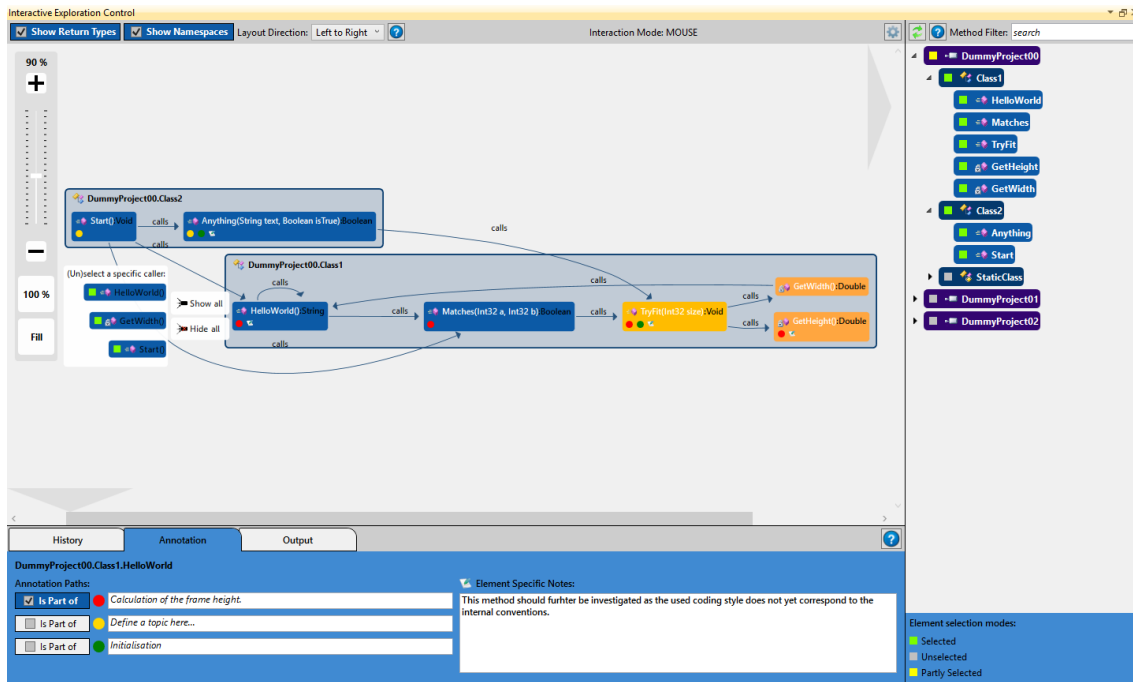 Interactive Exploration Control
Show Return Types Show Namespaces Layout Direction: Left to Right Interaction Mode: MOUSE
90 %
100 %
Fill
DummyProject00.Class2
Start():Void calls Anything(String text, Boolean isTrue):Boolean
calls
calls
(Un)select a specific caller:
HelloWorld()
GetWidth()
Start()
Show all
Hide all
DummyProject00.Class1
calls
HelloWorld():String calls Matches(Int32 a, Int32 b):Boolean calls TryFit(Int32 size):Void
calls GetWidth():Double
calls
calls GetHeight():Double
calls
Method Filter: search
DummyProject00
Class1
HelloWorld
Matches
TryFit
GetHeight
GetWidth
Class2
Anything
Start
StaticClass
DummyProject01
DummyProject02
History Annotation Output
DummyProject00.Class1.HelloWorld
Annotation Paths:
Is Part of Calculation of the frame height.
Is Part of Define a topic here...
Is Part of Initialisation
Element Specific Notes:
This method should furhter be investigated as the used coding style does not yet correspond to the
internal conventions.
Element selection modes:
Selected
Unselected
Partly Selected